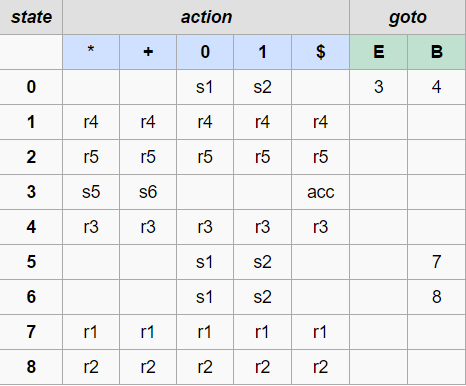 state action goto
* + 0 1 $ E B
0 s1 s2 3 4
1 r4 r4 r4 r4 r4
2 r5 r5 r5 r5 r5
3 s5 s6 acc
4 r3 r3 r3 r3 r3
5 s1 s2 7
6 s1 s2 8
7 r1 r1 r1 r1 r1
8 r2 r2 r2 r2 r2